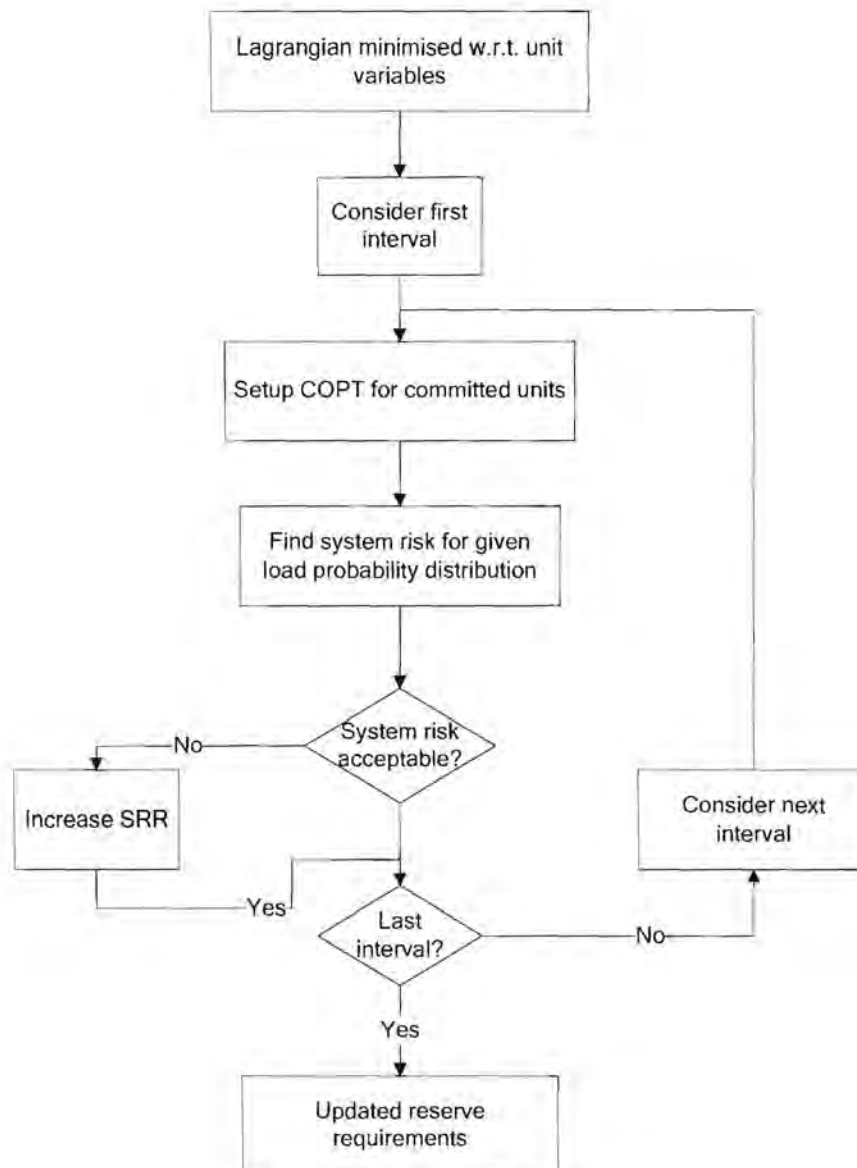 Lagrangian minimised w.r.t. unit
variables
Consider first
interval
Setup COPT for committed units
Find system risk for given
load probability distribution
System risk
acceptable?
No
Increase SRR
Consider next
interval
Yes
Last
interval?
No
Yes
Updated reserve
requirements